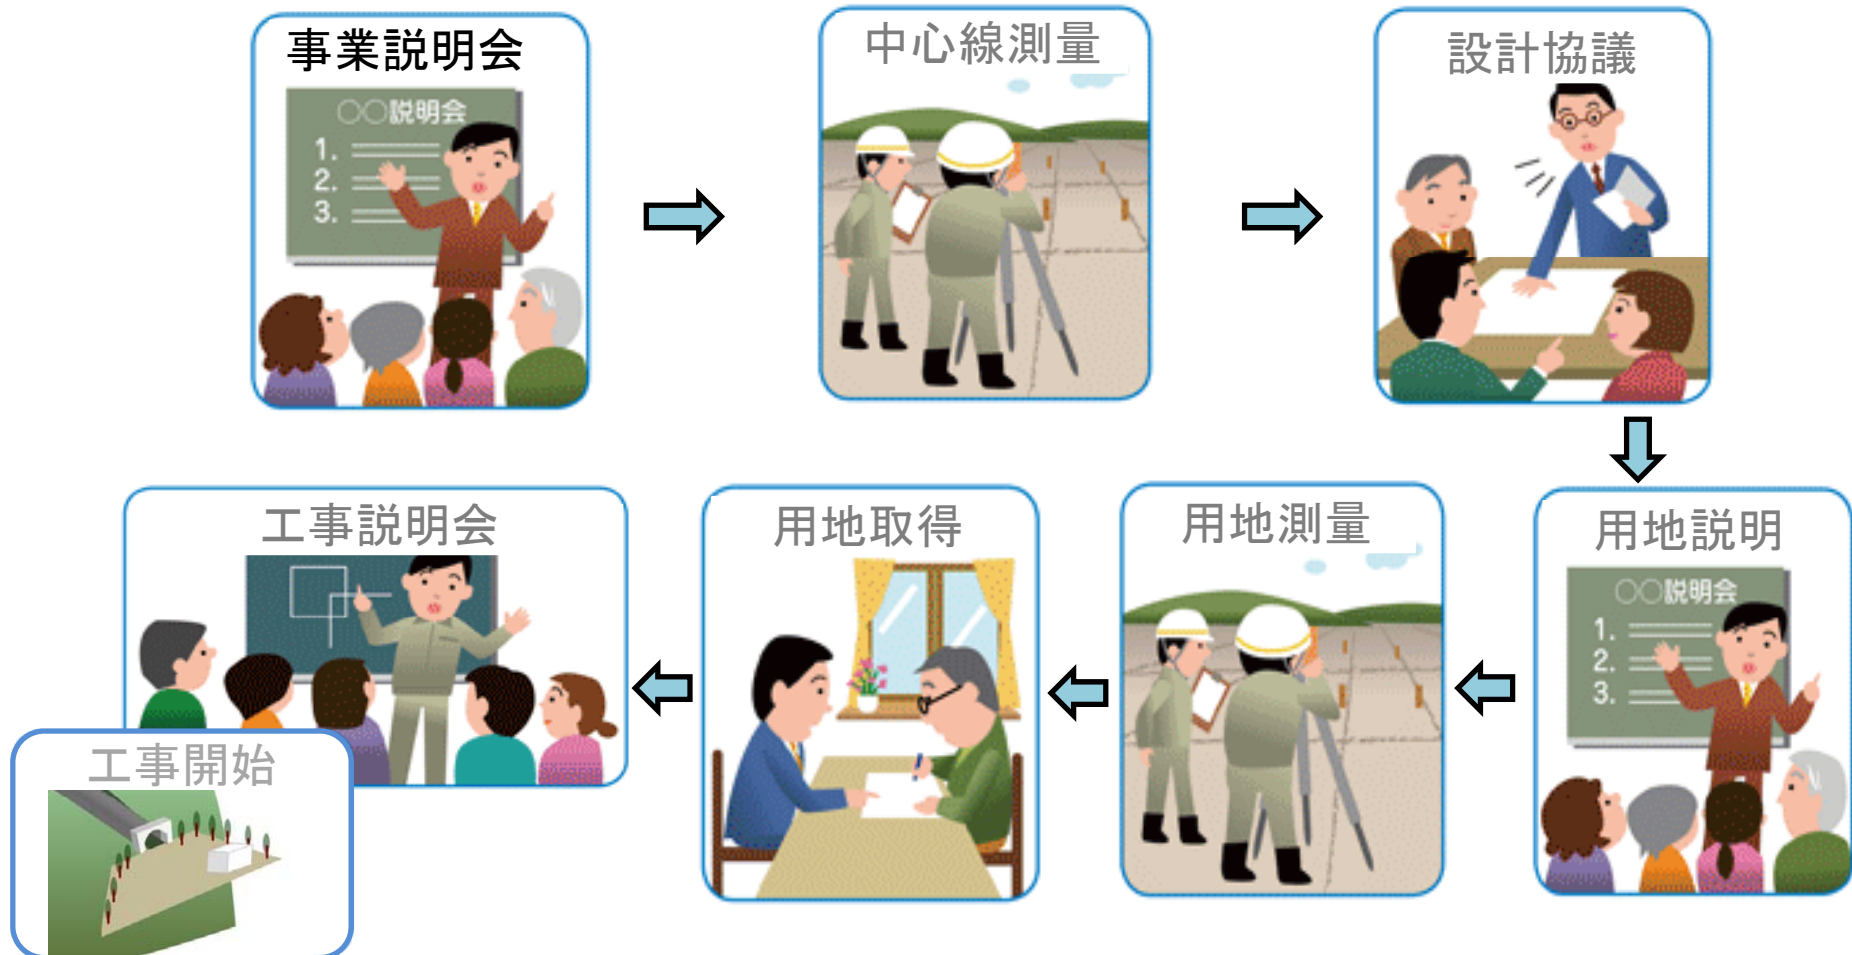 事業説明会
○○説明会
1.
2.
3.
中心線測量
設計協議
用地説明
○○説明会
1.
2.
3.
用地測量
用地取得
工事説明会
工事開始